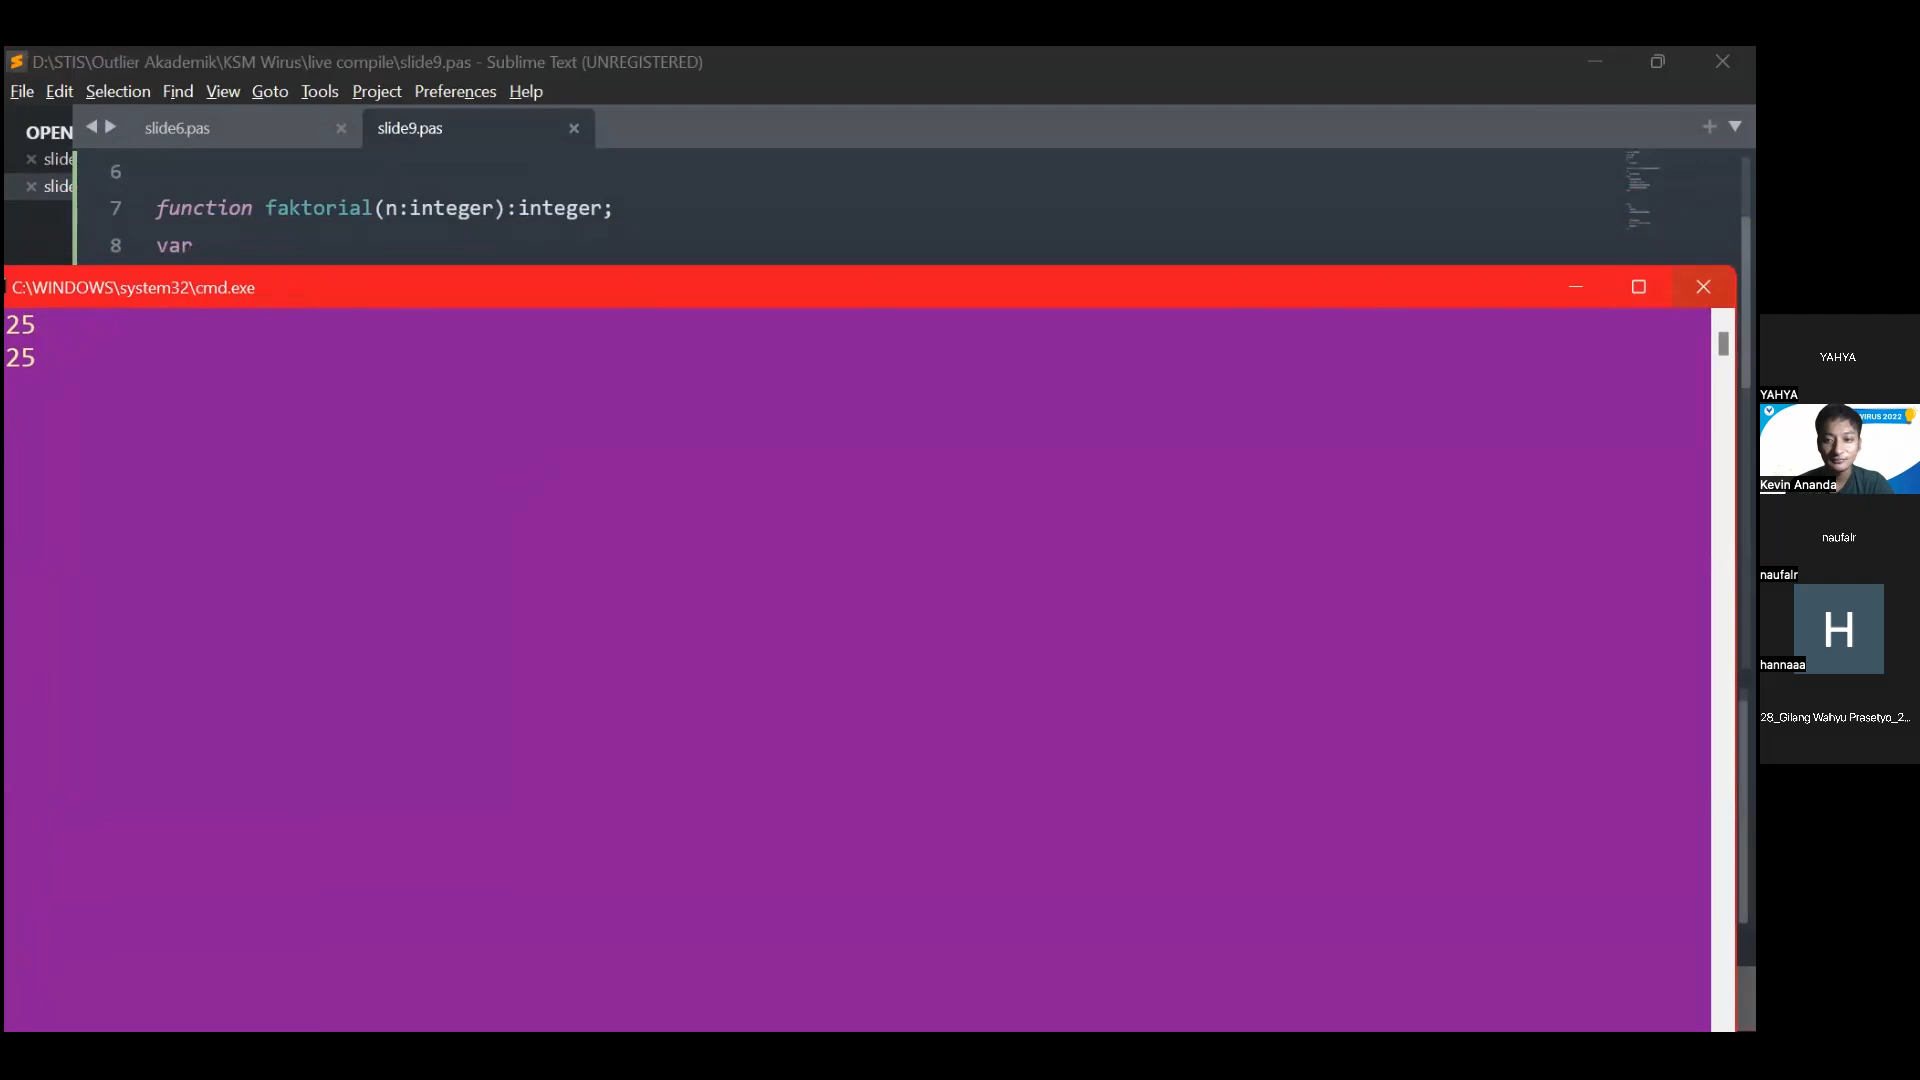 D:\STIS\Outlier Akademik\KSM Wirus\live compile\slide9.pas - Sublime Text (UNREGISTERED)
File Edit Selection Find View Goto Tools Project Preferences Help
OPEN
slide6.pas
slide9.pas
slide
slide
6
7 function faktorial(n:integer):integer;
8 var
C:\WINDOWS\system32\cmd.exe
25
25
YAHYA
YAHYA
WIRUS 2022
Kevin Ananda
naufalr
naufalr
H
hannaaa
28_Gilang Wahyu Prasetyo_2...